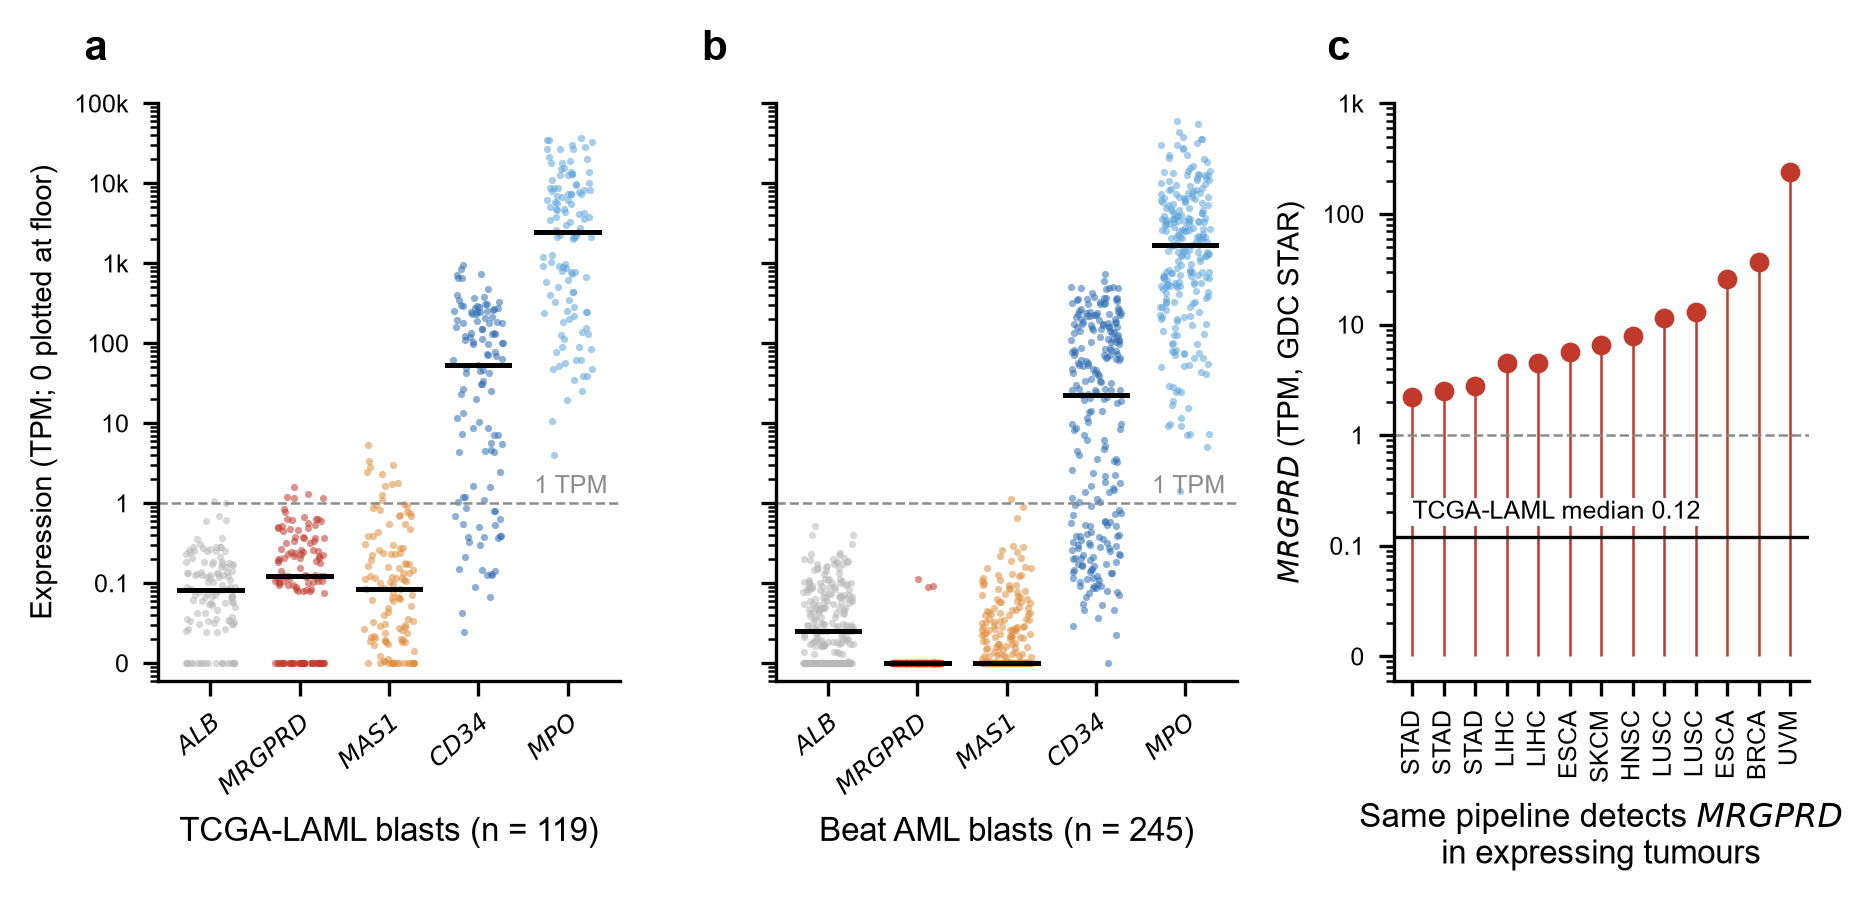 a
b
c
Expression (TPM; 0 plotted at floor)
100k
10k
1k
100
10
1
0.1
0
1 TPM
ALB
MRGPRD
MAS1
CD34
MPO
TCGA-LAML blasts (n = 119)
1 TPM
ALB
MRGPRD
MAS1
CD34
MPO
Beat AML blasts (n = 245)
MRGPRD (TPM, GDC STAR)
1k
100
10
1
0.1
0
TCGA-LAML median 0.12
STAD
STAD
STAD
LIHC
LIHC
ESCA
SKCM
HNSC
LUSC
LUSC
ESCA
BRCA
UVM
Same pipeline detects MRGPRD
in expressing tumours